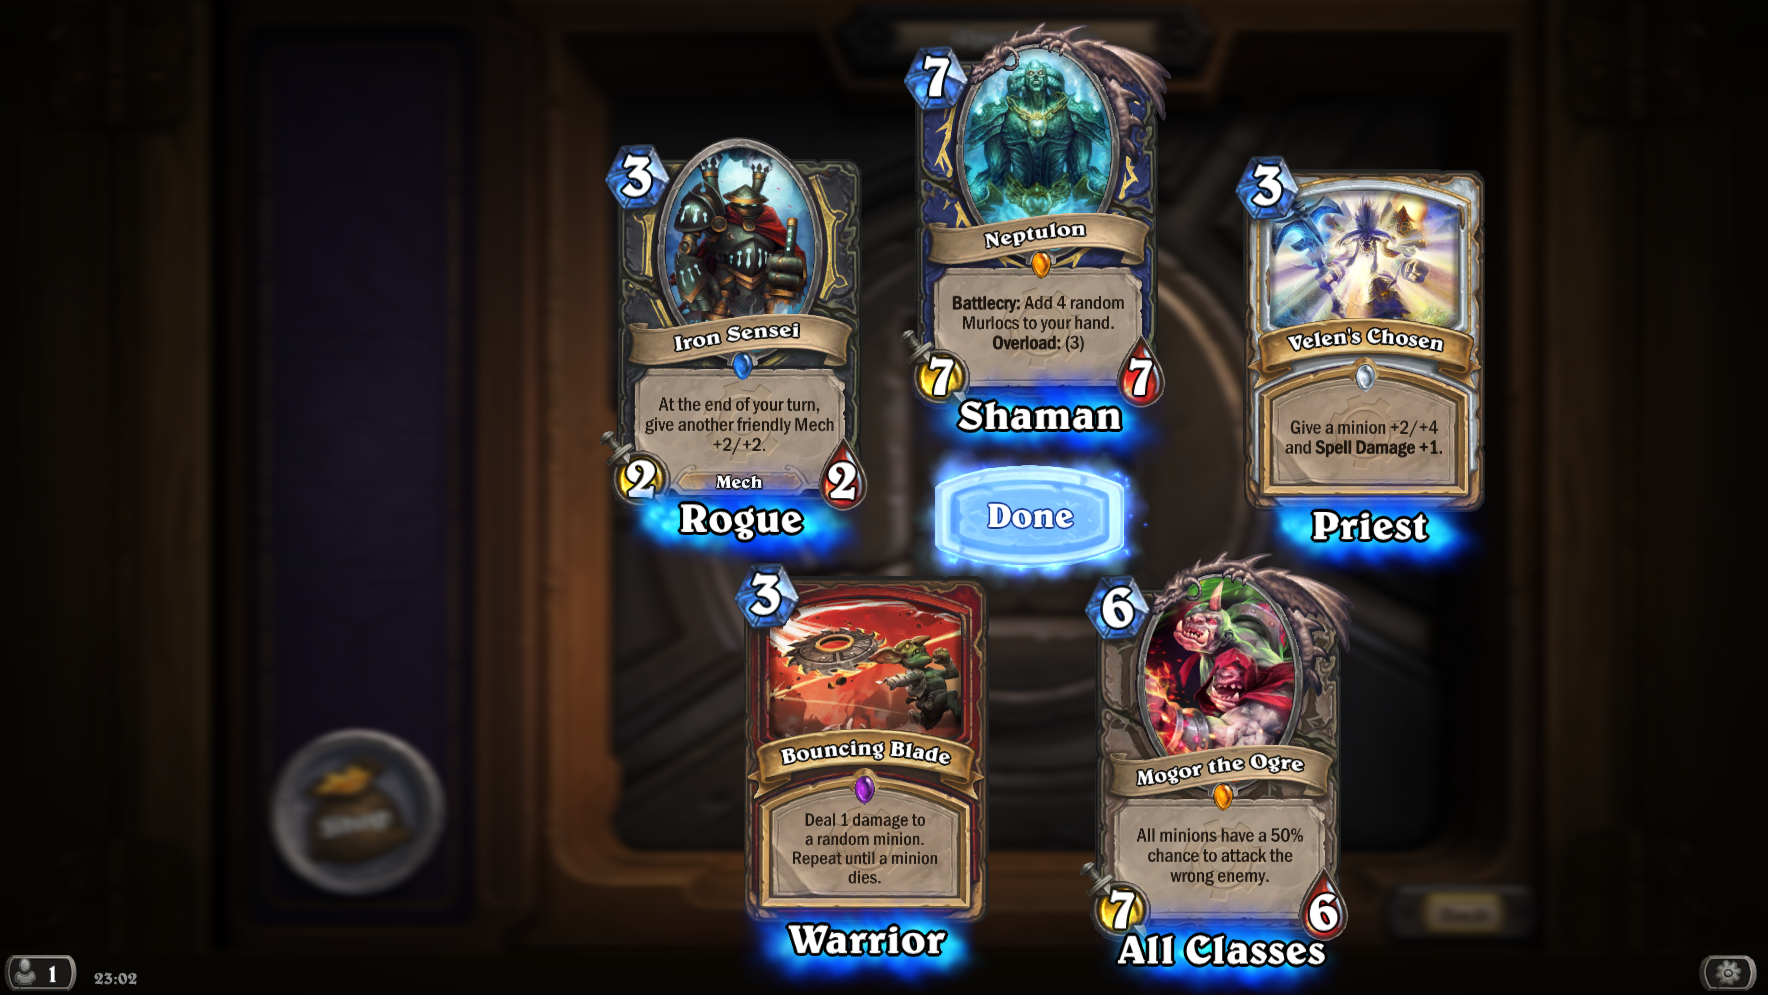 3
Iron Sensei
At the end of your turn,
give another friendly Mech
+2/+2.
2
Mech
2
Rogue
7
Neptulon
Battlecry: Add 4 random
Murlocs to your hand.
Overload: (3)
7
7
Shaman
3
Velen's Chosen
Give a minion +2/+4
and Spell Damage +1.
Priest
Done
3
Bouncing Blade
Deal 1 damage to
a random minion.
Repeat until a minion
dies.
Warrior
6
Mogor the Ogre
All minions have a 50%
chance to attack the
wrong enemy.
7
6
All Classes
Shop
1
23:02